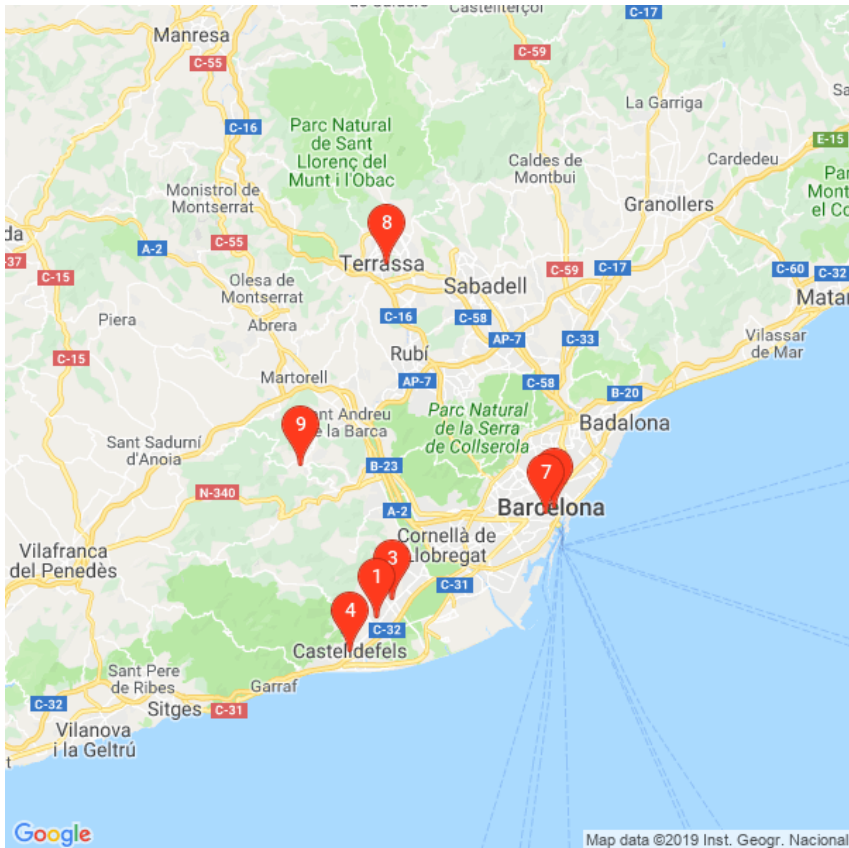 de Calders
Castellterçol
C-17
Manresa
C-55
C-59
La Garriga
C-16
Parc Natural
de Sant
Llorenç del
Munt i l'Obac
E-15
Caldes de
Montbui
Cardedeu
Monistrol de
Montserrat
Granollers
8
C-55
A-2
Terrassa
C-59
C-17
C-60
C-32
37
C-15
Olesa de
Montserrat
Sabadell
Piera
Abrera
C-16
C-58
AP-7
C-33
Vilassar
de Mar
C-15
Rubí
AP-7
C-58
B-20
Martorell
Parc Natural
de la Serra
de Collserola
Badalona
9
Sant Sadurní
d'Anoia
B-23
7
N-340
A-2
Barcelona
Cornellà de
Llobregat
Vilafranca
del Penedès
3
1
C-31
4
C-32
Castelldefels
Sant Pere
de Ribes
Garraf
C-32
Sitges
C-31
Vilanova
i la Geltrú
Google
Map data ©2019 Inst. Geogr. Nacional